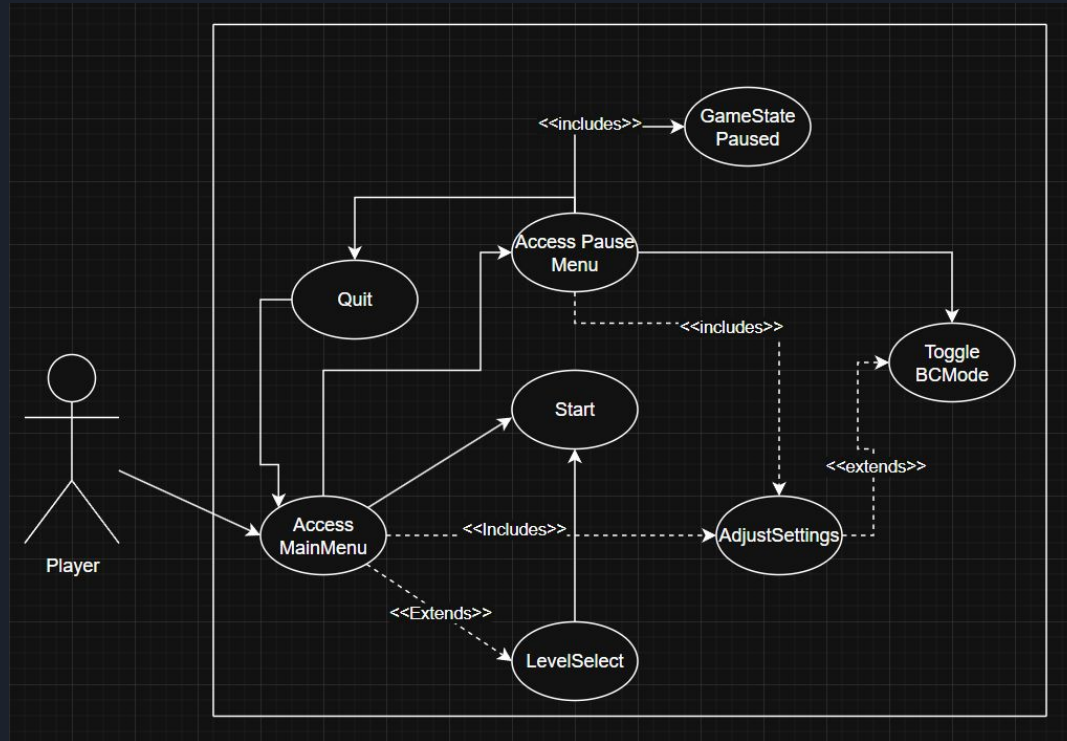 <<includes>>
GameState
Paused
Access Pause
Menu
Quit
<<includes>>
Toggle
BCMode
Start
<<extends>>
Access
MainMenu
<<Includes>>
AdjustSettings
Player
<<Extends>>
LevelSelect